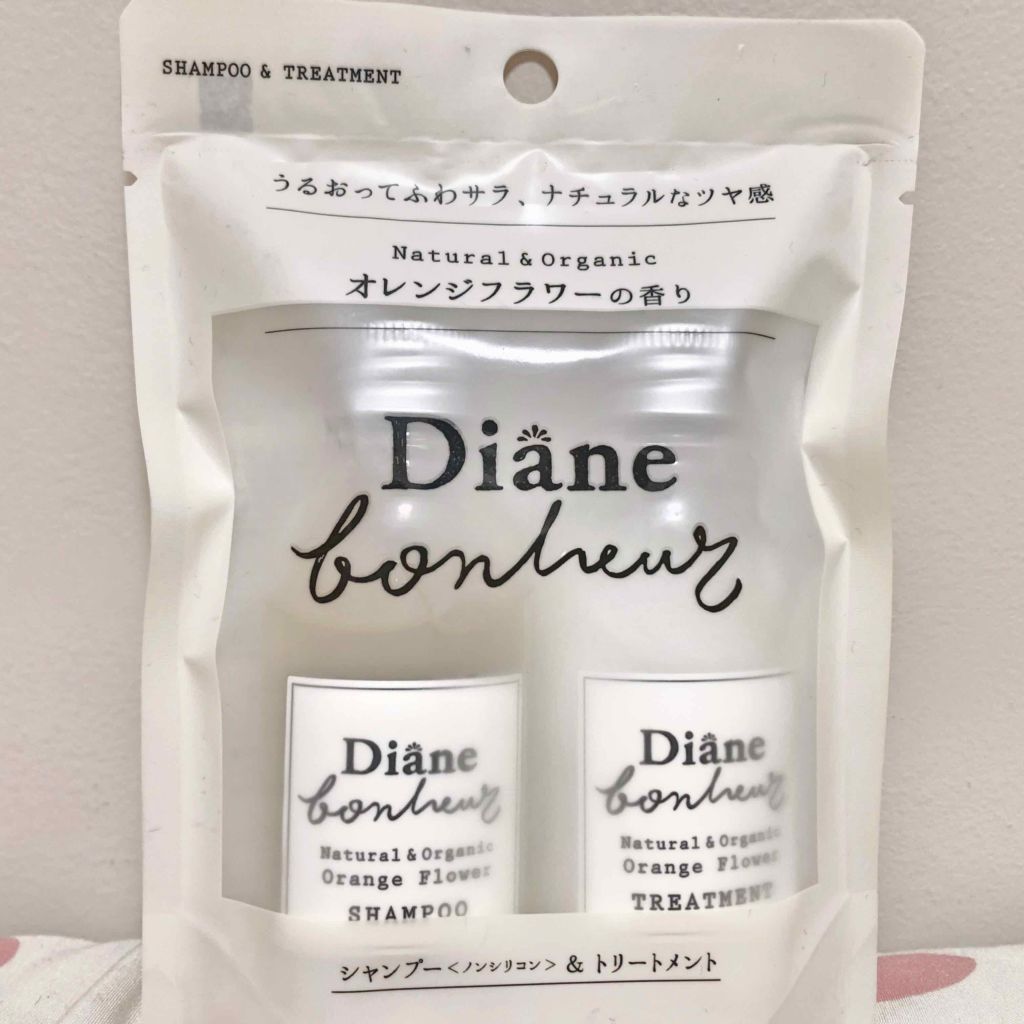 SHAMPOO & TREATMENT
うるおってふわサラ、ナチュラルなツヤ感
Natural & Organic
オレンジフラワーの香り
Diane
bonheur
Diane
bonheur
Natural & Organic
Orange Flower
SHAMPOO
Diane
bonheur
Natural & Organic
Orange Flower
TREATMENT
シャンプー<ノンシリコン> & トリートメント